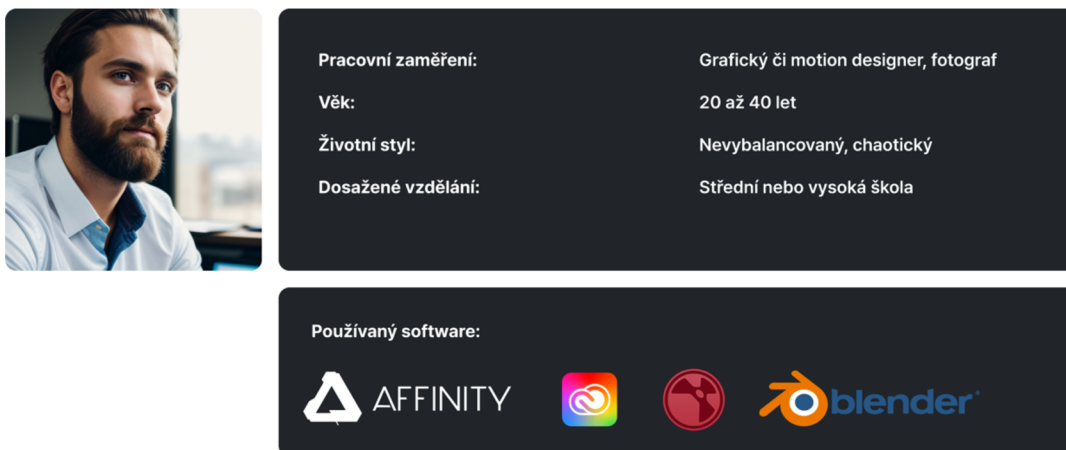 Pracovní zaměření: Grafický či motion designer, fotograf
Věk: 20 až 40 let
Životní styl: Nevybalancovaný, chaotický
Dosažené vzdělání: Střední nebo vysoká škola
Používaný software:
AFFINITY blender